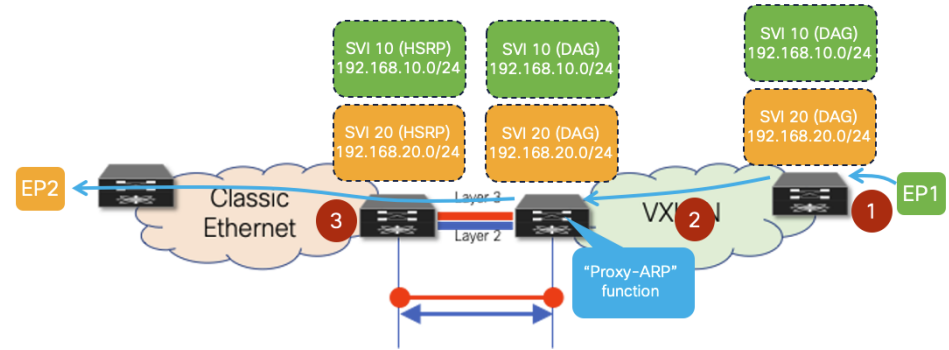 SVI 10 (HSRP)
192.168.10.0/24
SVI 10 (DAG)
192.168.10.0/24
SVI 10 (DAG)
192.168.10.0/24
SVI 20 (HSRP)
192.168.20.0/24
SVI 20 (DAG)
192.168.20.0/24
SVI 20 (DAG)
192.168.20.0/24
EP2
Classic
Ethernet
3
Layer 3
Layer 2
2
1
EP1
"Proxy-ARP"
function